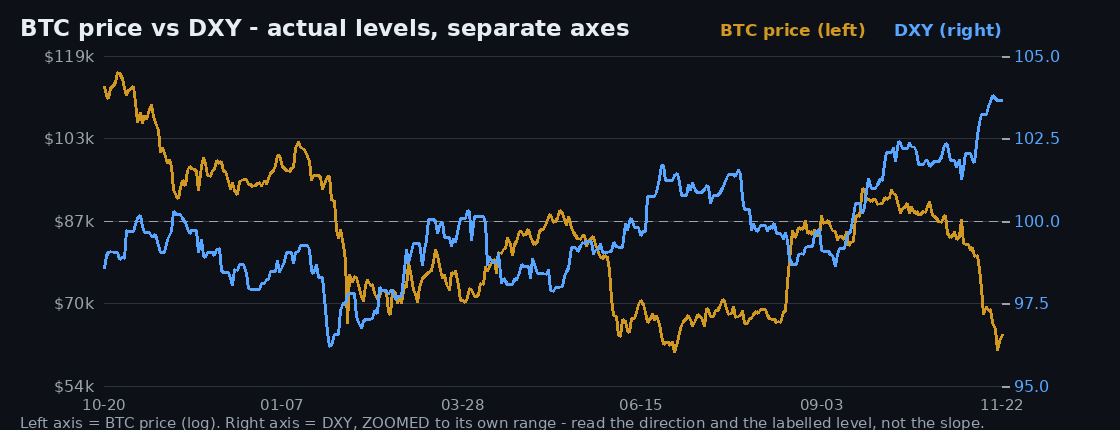 BTC price vs DXY - actual levels, separate axes
BTC price (left) DXY (right)
$119k 105.0
$103k 102.5
$87k 100.0
$70k 97.5
$54k 95.0
10-20 01-07 03-28 06-15 09-03 11-22
Left axis = BTC price (log). Right axis = DXY, ZOOMED to its own range - read the direction and the labelled level, not the slope.